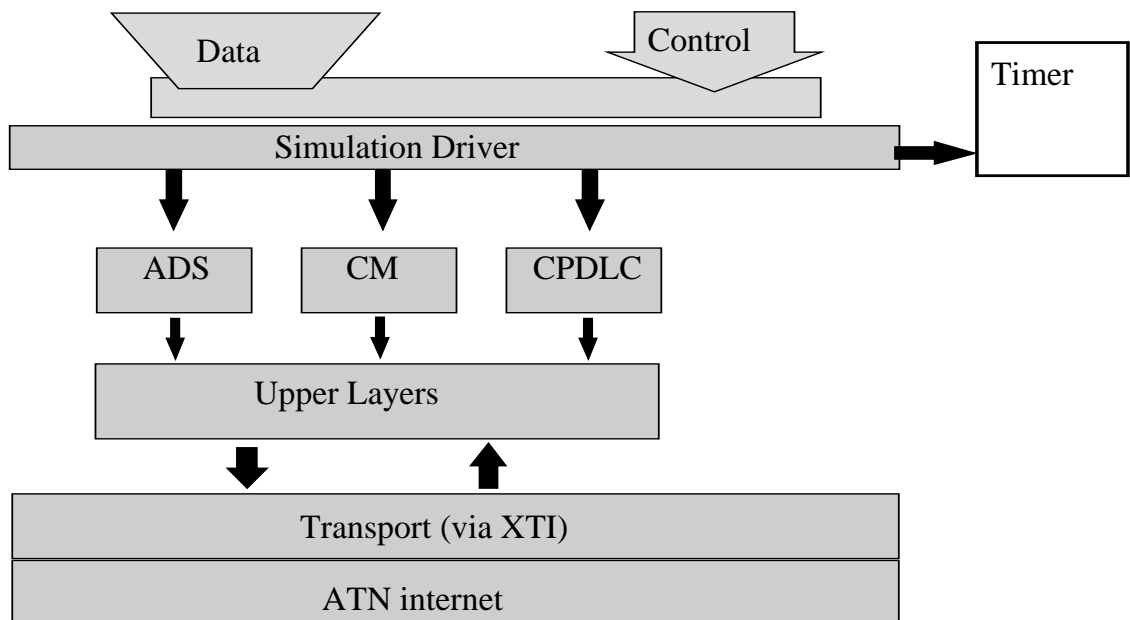 Data
Control
Timer
Simulation Driver
ADS
CM
CPDLC
Upper Layers
Transport (via XTI)
ATN internet